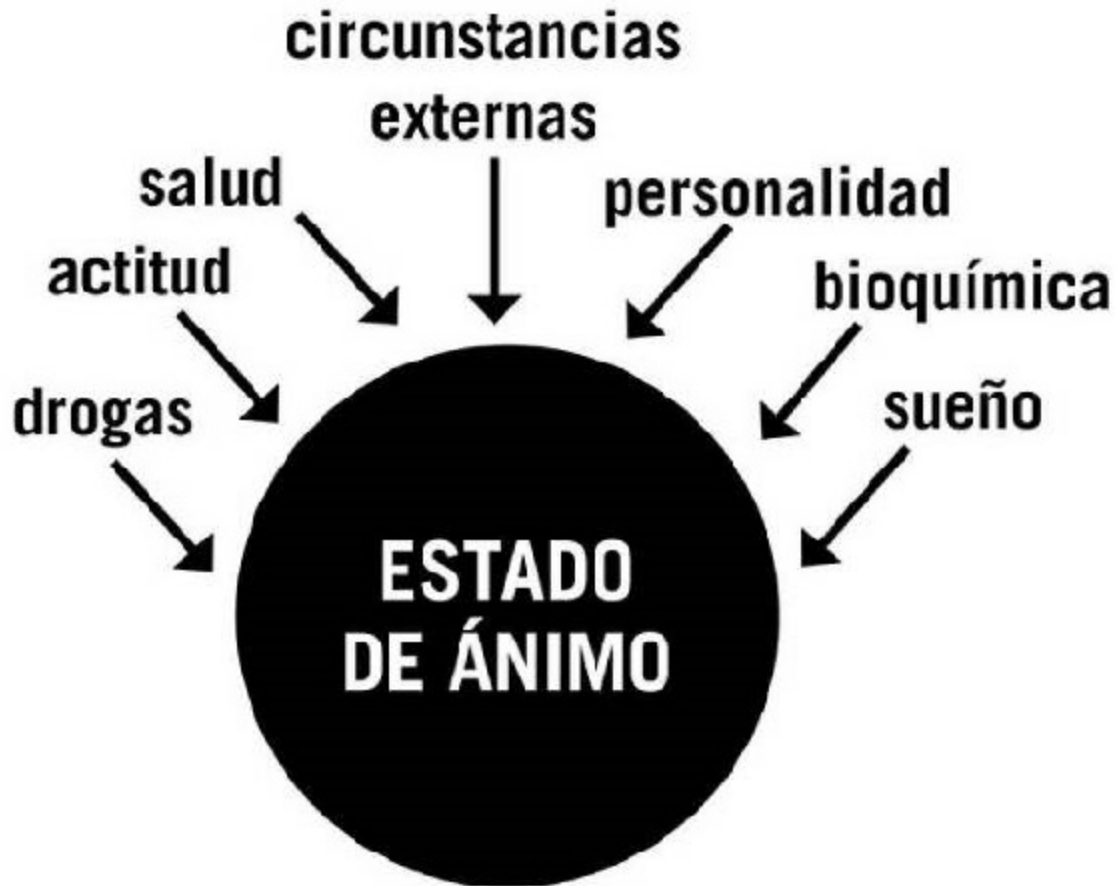 circunstancias
externas
salud
personalidad
actitud
bioquímica
drogas
sueño
ESTADO
DE ÁNIMO